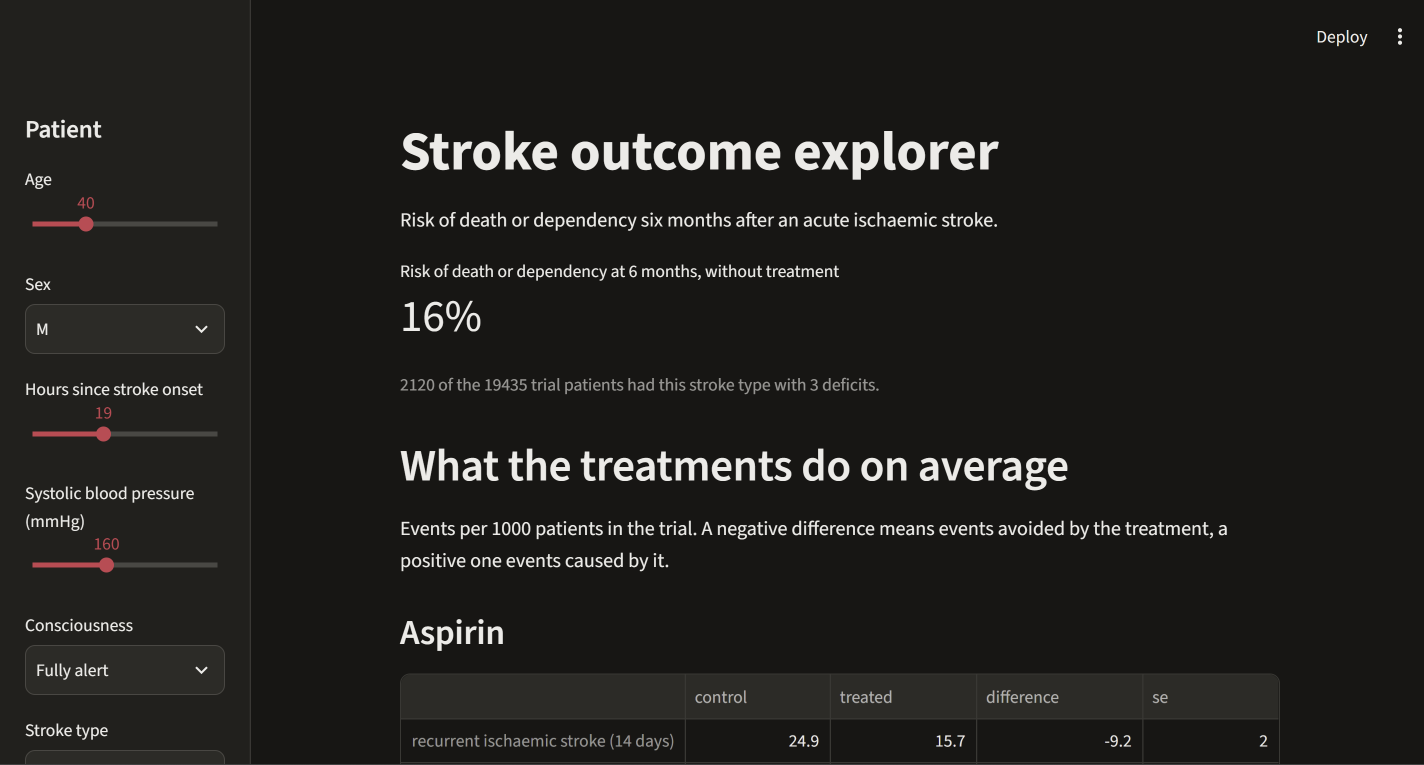 Deploy
Patient
Age
40
Sex
M
Hours since stroke onset
19
Systolic blood pressure
(mmHg)
160
Consciousness
Fully alert
Stroke type
Stroke outcome explorer
Risk of death or dependency six months after an acute ischaemic stroke.
Risk of death or dependency at 6 months, without treatment
16%
2120 of the 19435 trial patients had this stroke type with 3 deficits.
What the treatments do on average
Events per 1000 patients in the trial. A negative difference means events avoided by the treatment, a
positive one events caused by it.
Aspirin
control treated difference se
recurrent ischaemic stroke (14 days) 24.9 15.7 -9.2 2